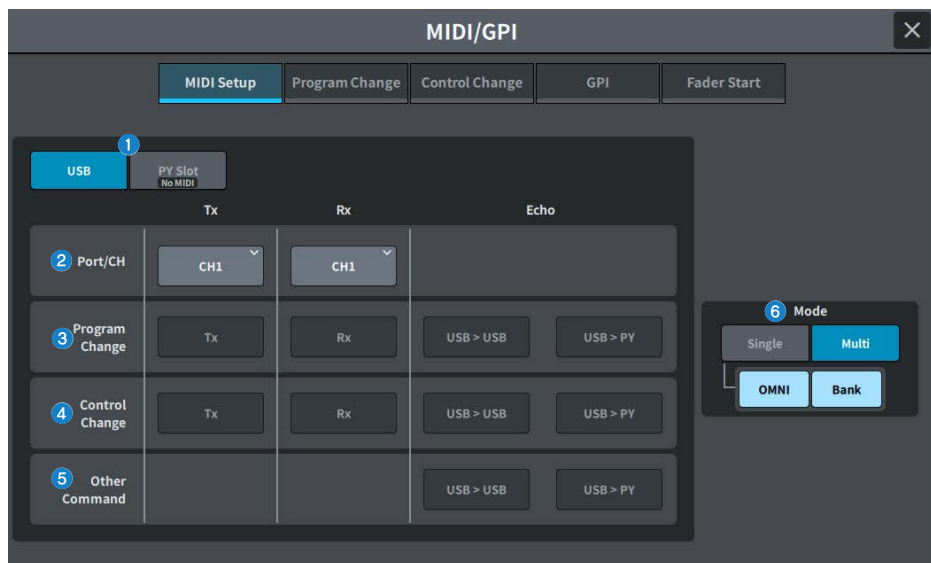 MIDI/GPI
MIDI Setup Program Change Control Change GPI Fader Start
1
USB PY Slot
No MIDI
Tx Rx Echo
2 Port/CH CH1 CH1
6 Mode
3 Program
Change
Tx Rx USB > USB USB > PY
Single Multi
OMNI Bank
4 Control
Change
Tx Rx USB > USB USB > PY
5 Other
Command
USB > USB USB > PY